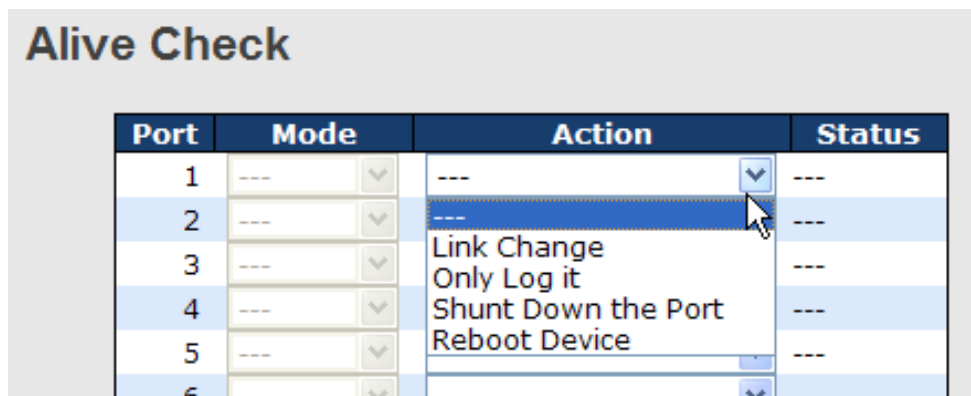 Alive Check
Port Mode Action Status
1 --- --- ---
2 --- --- ---
Link Change
3 --- ---
Only Log it
4 --- Shunt Down the Port ---
5 --- Reboot Device ---
6